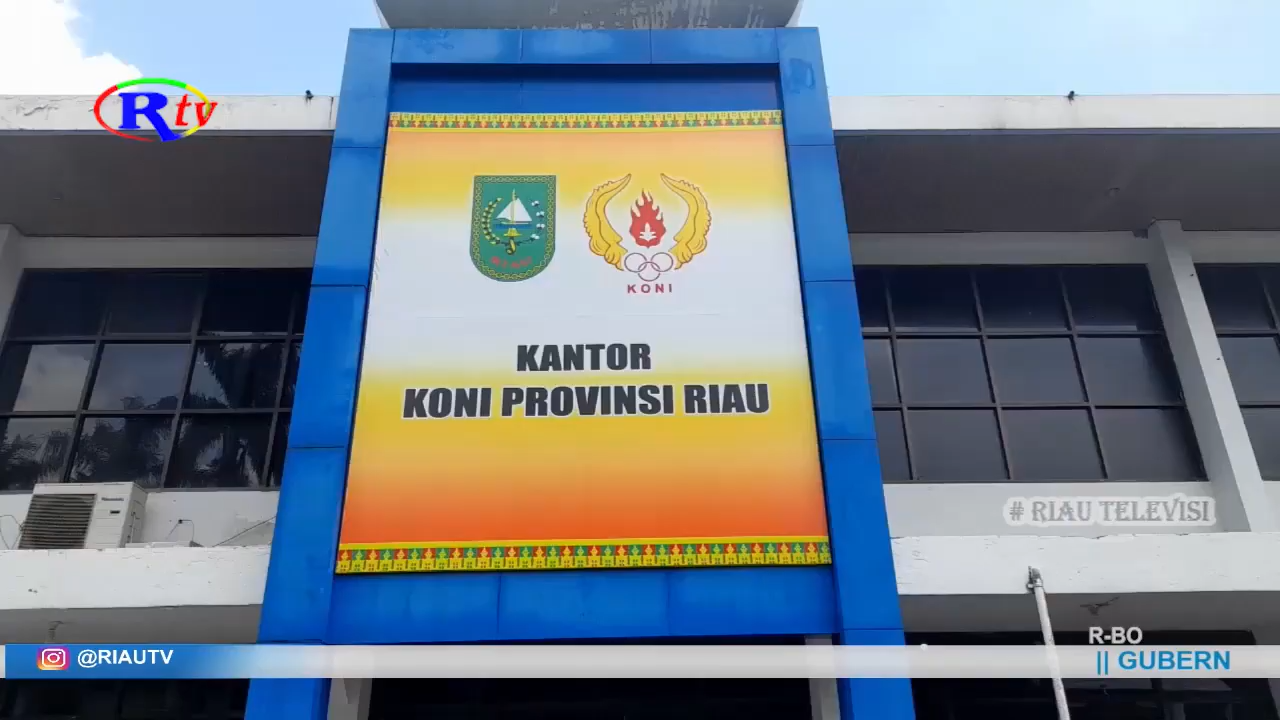 Rtv
KONI
KANTOR
KONI PROVINSI RIAU
# RIAU TELEVISI
R-BO
@RIAUTV
|| GUBERN